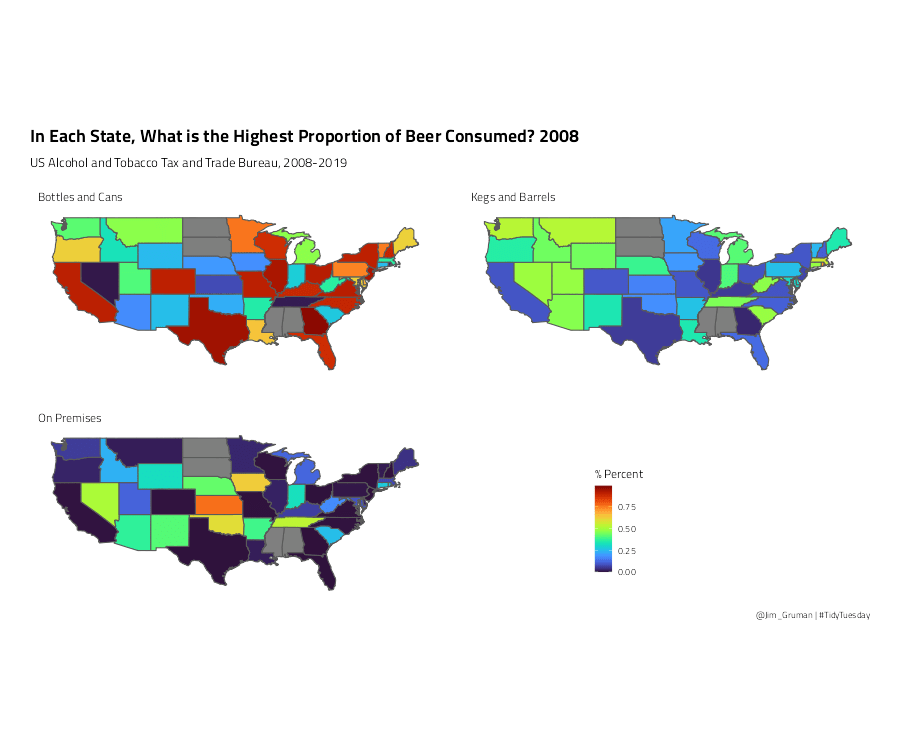 In Each State, What is the Highest Proportion of Beer Consumed? 2008
US Alcohol and Tobacco Tax and Trade Bureau, 2008-2019
Bottles and Cans
Kegs and Barrels
On Premises
% Percent
0.75
0.50
0.25
0.00
@Jim_Gruman | #TidyTuesday